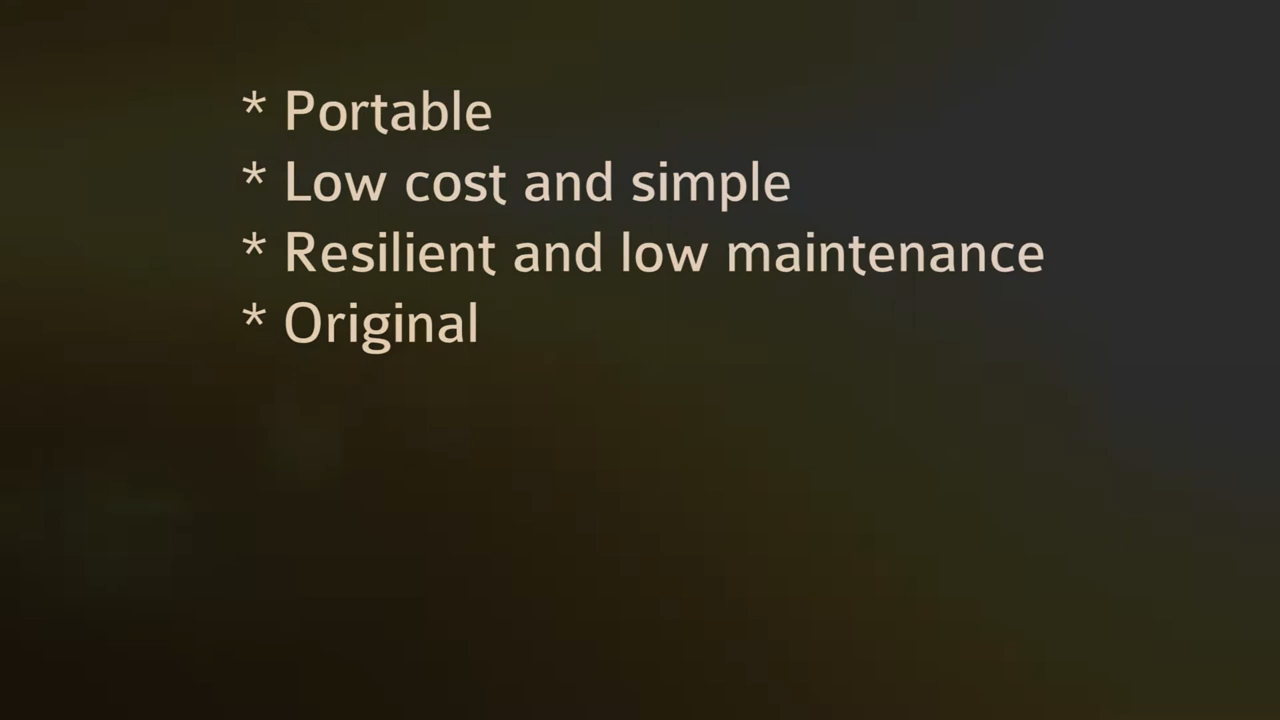 * Portable
* Low cost and simple
* Resilient and low maintenance
* Original